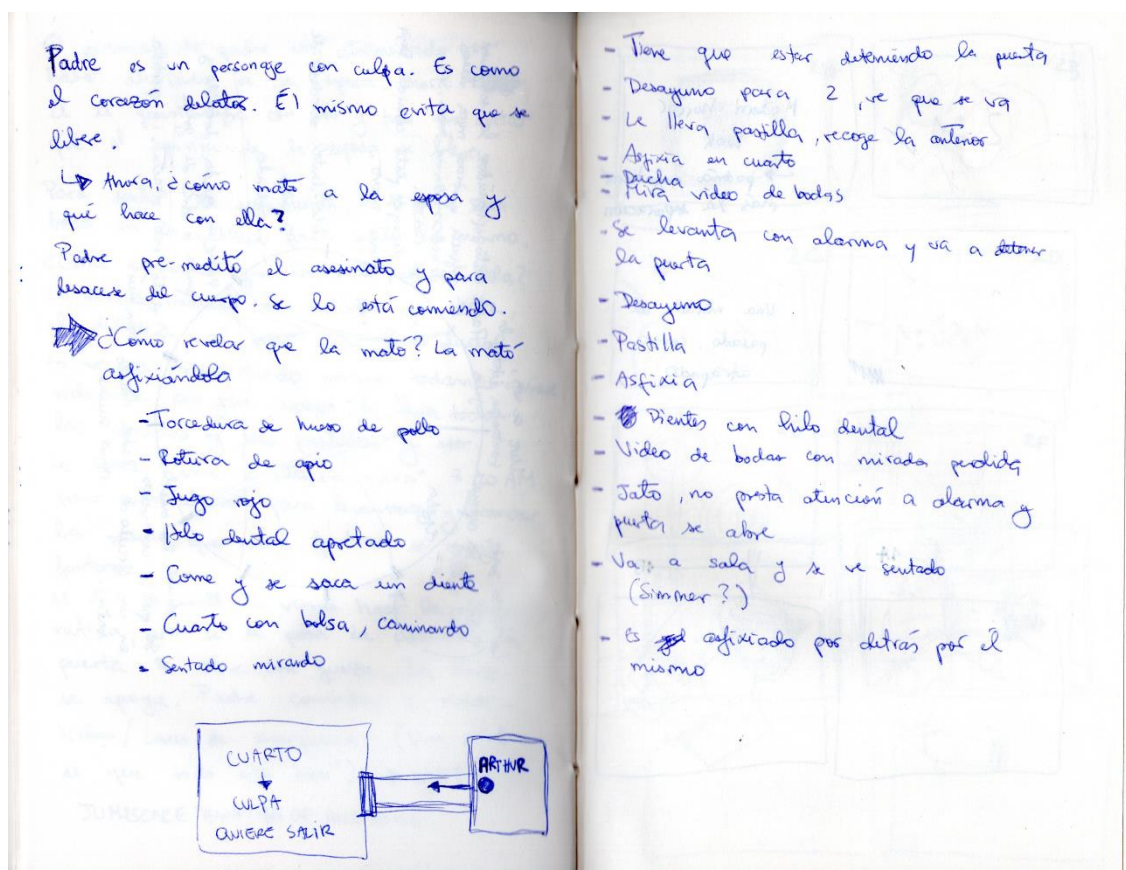 Padre es un personaje con culpa. Es como
el corazón delator. Él mismo evita que se
libere.
Ahora, ¿cómo mató a la esposa y
qué hace con ella?
Padre pre-meditó el asesinato y para
desacerse del cuerpo. Se lo está comiendo.
¿Cómo revelar que la mató? La mató
asfixiándola
- Torcedura de hueso de pollo
- Rotura de apio
- Jugo rojo
- Hilo dental apretado
- Come y se saca un diente
- Cuarto con bolsa, caminando
- Sentado mirando
CUARTO
CULPA
QUIERE SALIR
ARTHUR
- Tiene que estar deteniendo la puerta
- Desayuno para 2, ve que se va
- Le lleva pastilla, recoge la anterior
- Asfixia en cuarto
- Ducha
- Mira video de bodas
- Se levanta con alarma y va a detener
la puerta
- Desayuno
- Pastilla
- Asfixia
- Dientes con hilo dental
- Video de bodas con mirada perdida
- Jato, no presta atención a alarma y
puerta se abre
- Va a sala y se ve sentado
(Simmer?)
- Es asfixiado por detrás por él
mismo